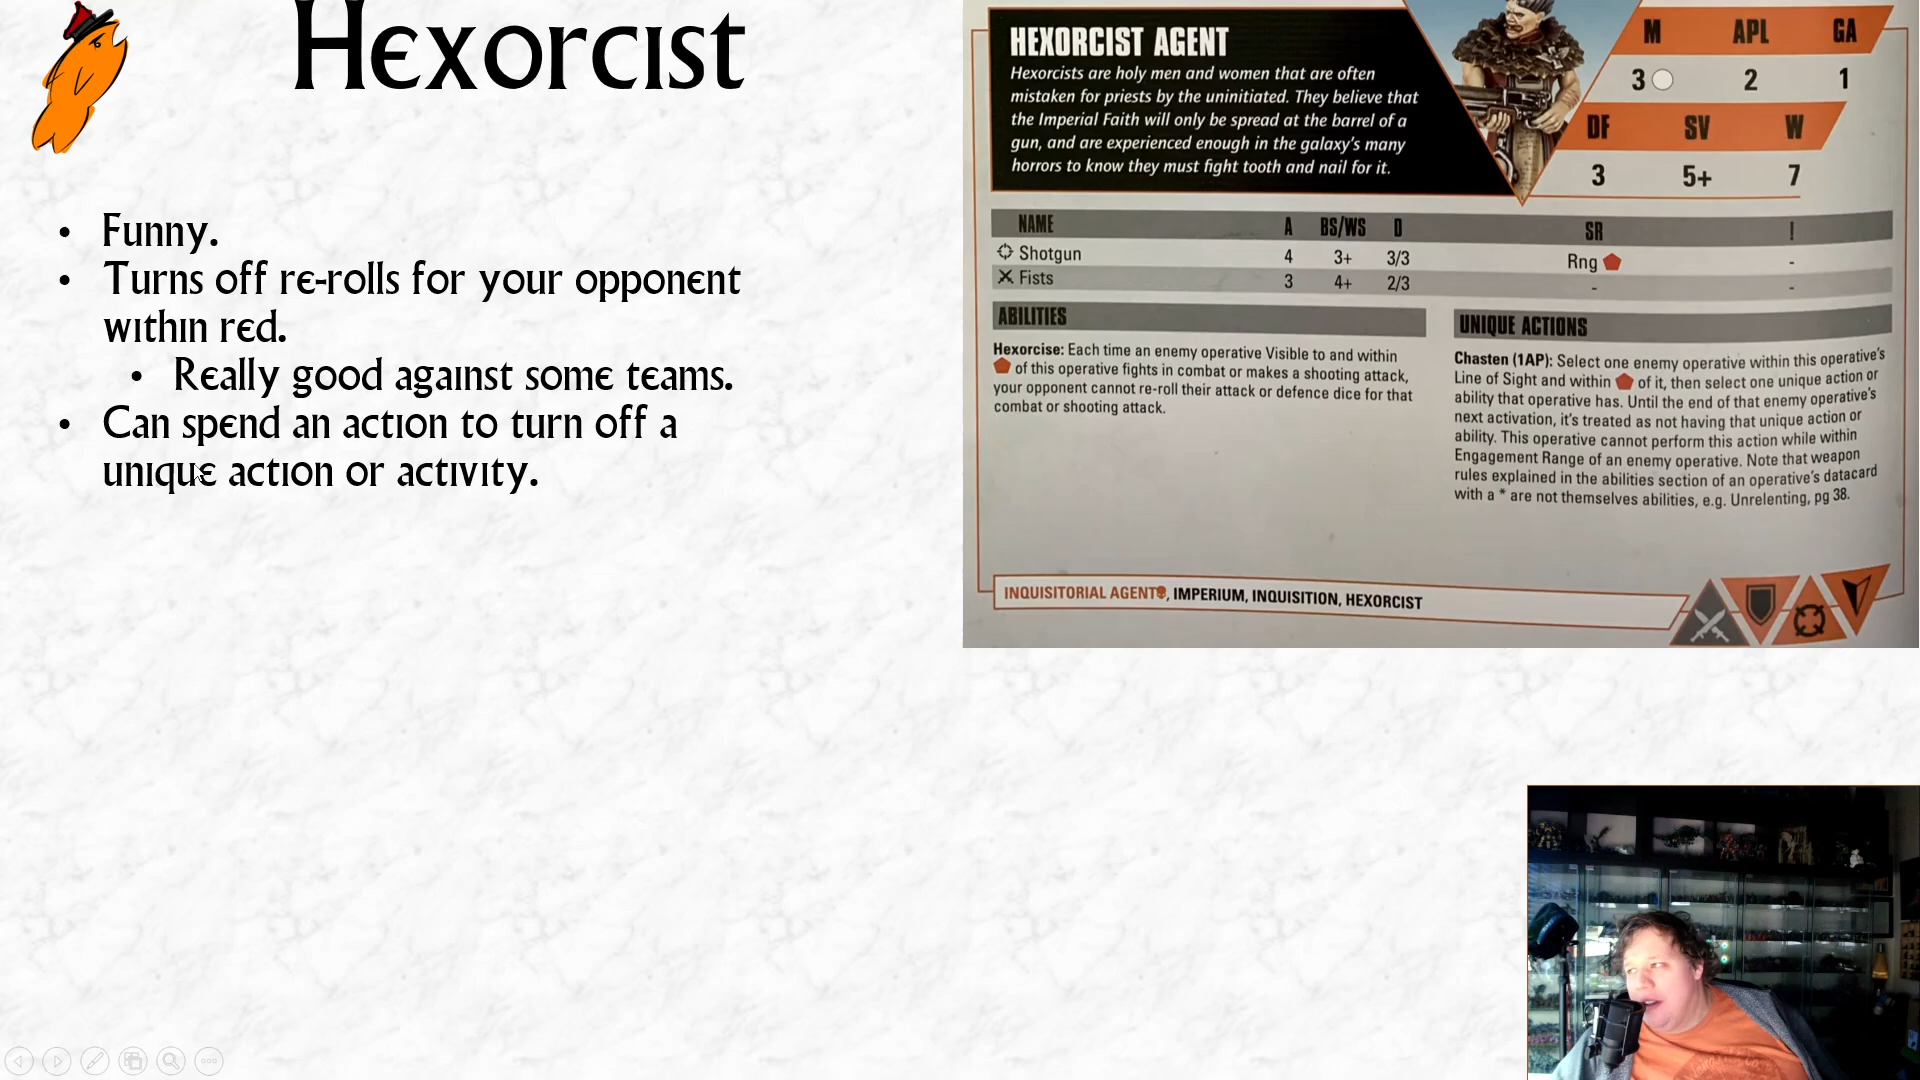 Hexorcist
• Funny.
• Turns off re-rolls for your opponent
within red.
• Really good against some teams.
• Can spend an action to turn off a
unique action or activity.
HEXORCIST AGENT
Hexorcists are holy men and women that are often
mistaken for priests by the uninitiated. They believe that
the Imperial Faith will only be spread at the barrel of a
gun, and are experienced enough in the galaxy's many
horrors to know they must fight tooth and nail for it.
M APL GA
3 2 1
DF SV W
3 5+ 7
NAME A BS/WS D SR !
Shotgun 4 3+ 3/3 Rng -
Fists 3 4+ 2/3 - -
ABILITIES
Hexorcise: Each time an enemy operative Visible to and within
of this operative fights in combat or makes a shooting attack,
your opponent cannot re-roll their attack or defence dice for that
combat or shooting attack.
UNIQUE ACTIONS
Chasten (1AP): Select one enemy operative within this operative's
Line of Sight and within of it, then select one unique action or
ability that operative has. Until the end of that enemy operative's
next activation, it's treated as not having that unique action or
ability. This operative cannot perform this action while within
Engagement Range of an enemy operative. Note that weapon
rules explained in the abilities section of an operative's datacard
with a * are not themselves abilities, e.g. Unrelenting, pg 38.
INQUISITORIAL AGENT, IMPERIUM, INQUISITION, HEXORCIST